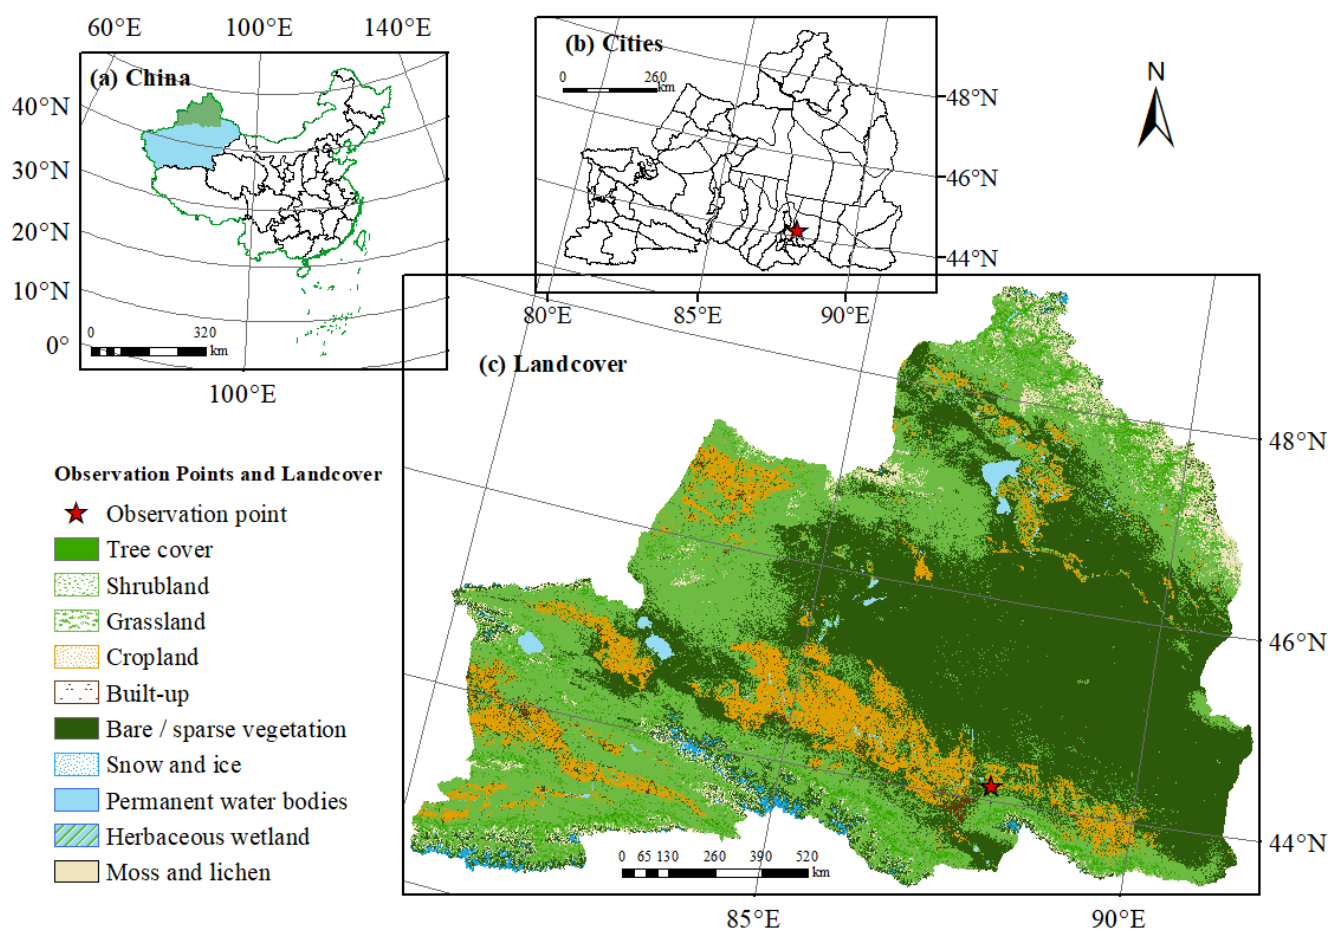 60°E 100°E 140°E
(a) China
40°N
30°N
20°N
10°N
0°
0 320
km
100°E
(b) Cities
0 260
km
48°N
46°N
44°N
80°E 85°E 90°E
N
(c) Landcover
48°N
46°N
44°N
0 65 130 260 390 520
km
85°E 90°E
Observation Points and Landcover
Observation point
Tree cover
Shrubland
Grassland
Cropland
Built-up
Bare / sparse vegetation
Snow and ice
Permanent water bodies
Herbaceous wetland
Moss and lichen